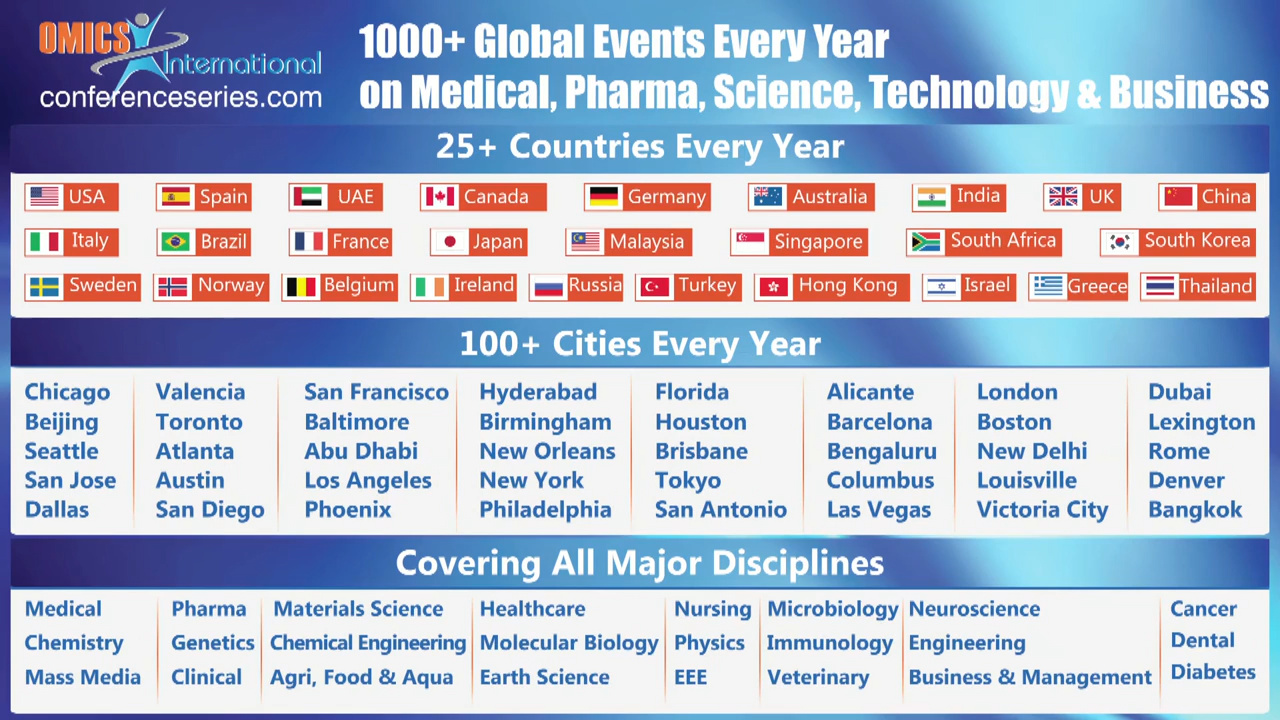 OMICS
International
conferenceseries.com
1000+ Global Events Every Year
on Medical, Pharma, Science, Technology & Business
25+ Countries Every Year
USA Spain UAE Canada Germany Australia India UK China
Italy Brazil France Japan Malaysia Singapore South Africa South Korea
Sweden Norway Belgium Ireland Russia Turkey Hong Kong Israel Greece Thailand
100+ Cities Every Year
Chicago Valencia San Francisco Hyderabad Florida Alicante London Dubai
Beijing Toronto Baltimore Birmingham Houston Barcelona Boston Lexington
Seattle Atlanta Abu Dhabi New Orleans Brisbane Bengaluru New Delhi Rome
San Jose Austin Los Angeles New York Tokyo Columbus Louisville Denver
Dallas San Diego Phoenix Philadelphia San Antonio Las Vegas Victoria City Bangkok
Covering All Major Disciplines
Medical Pharma Materials Science Healthcare Nursing Microbiology Neuroscience Cancer
Chemistry Genetics Chemical Engineering Molecular Biology Physics Immunology Engineering Dental
Mass Media Clinical Agri, Food & Aqua Earth Science EEE Veterinary Business & Management Diabetes